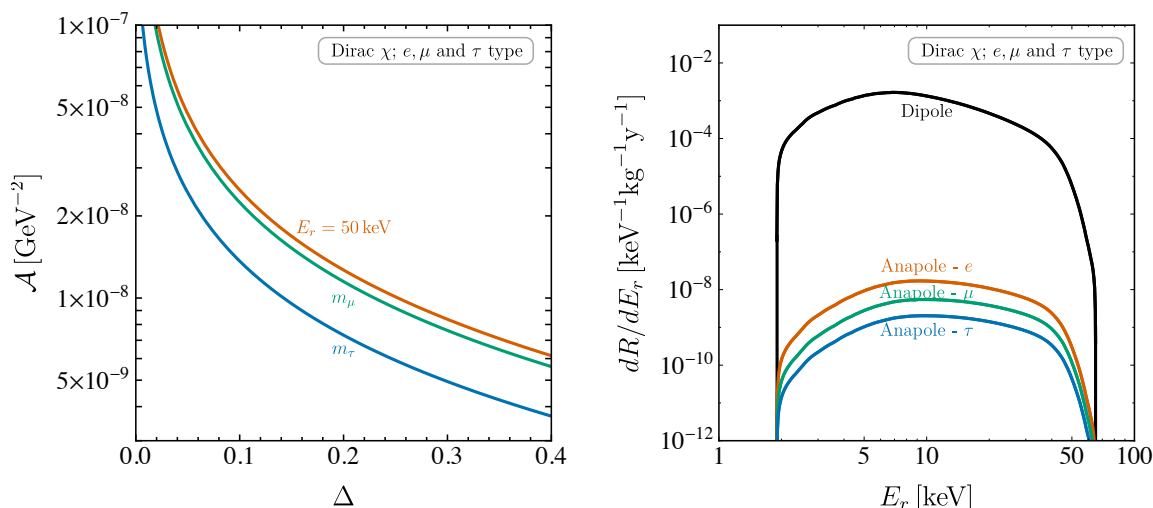 Dirac χ; e, μ and τ type
1×10⁻⁷
5×10⁻⁸
2×10⁻⁸
1×10⁻⁸
5×10⁻⁹
𝒜 [GeV⁻²]
E_r = 50 keV
m_μ
m_τ
0.0 0.1 0.2 0.3 0.4
Δ
Dirac χ; e, μ and τ type
10⁻²
10⁻⁴
10⁻⁶
10⁻⁸
10⁻¹⁰
10⁻¹²
dR/dE_r [keV⁻¹kg⁻¹y⁻¹]
Dipole
Anapole - e
Anapole - μ
Anapole - τ
1 5 10 50 100
E_r [keV]